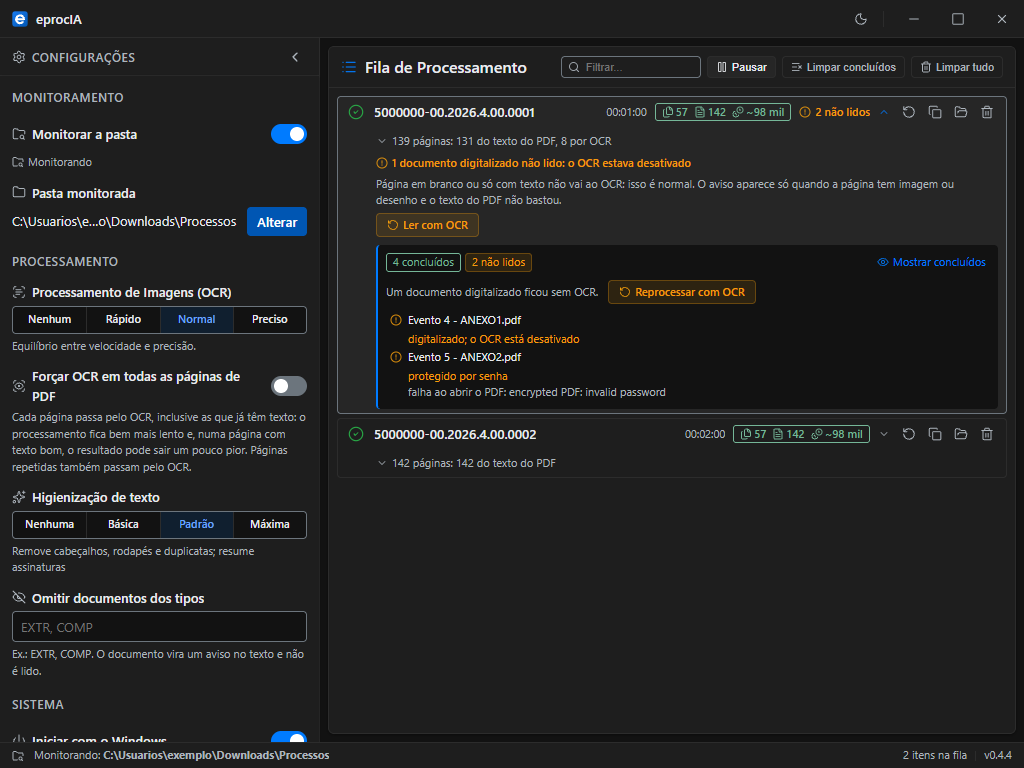 eprocIA
CONFIGURAÇÕES
MONITORAMENTO
Monitorar a pasta
Monitorando
Pasta monitorada
C:\Usuarios\e...o\Downloads\Processos
Alterar
PROCESSAMENTO
Processamento de Imagens (OCR)
Nenhum Rápido Normal Preciso
Equilíbrio entre velocidade e precisão.
Forçar OCR em todas as páginas de
PDF
Cada página passa pelo OCR, inclusive as que já têm texto: o
processamento fica bem mais lento e, numa página com
texto bom, o resultado pode sair um pouco pior. Páginas
repetidas também passam pelo OCR.
Higienização de texto
Nenhuma Básica Padrão Máxima
Remove cabeçalhos, rodapés e duplicatas; resume
assinaturas
Omitir documentos dos tipos
EXTR, COMP
Ex.: EXTR, COMP. O documento vira um aviso no texto e não
é lido.
SISTEMA
Iniciar com o Windows
Fila de Processamento
Filtrar...
Pausar
Limpar concluídos
Limpar tudo
5000000-00.2026.4.00.0001 00:01:00 57 142 ~98 mil 2 não lidos
139 páginas: 131 do texto do PDF, 8 por OCR
1 documento digitalizado não lido: o OCR estava desativado
Página em branco ou só com texto não vai ao OCR: isso é normal. O aviso aparece só quando a página tem imagem ou
desenho e o texto do PDF não bastou.
Ler com OCR
4 concluídos 2 não lidos Mostrar concluídos
Um documento digitalizado ficou sem OCR. Reprocessar com OCR
Evento 4 - ANEXO1.pdf
digitalizado; o OCR está desativado
Evento 5 - ANEXO2.pdf
protegido por senha
falha ao abrir o PDF: encrypted PDF: invalid password
5000000-00.2026.4.00.0002 00:02:00 57 142 ~98 mil
142 páginas: 142 do texto do PDF
Monitorando: C:\Usuarios\exemplo\Downloads\Processos
2 itens na fila v0.4.4